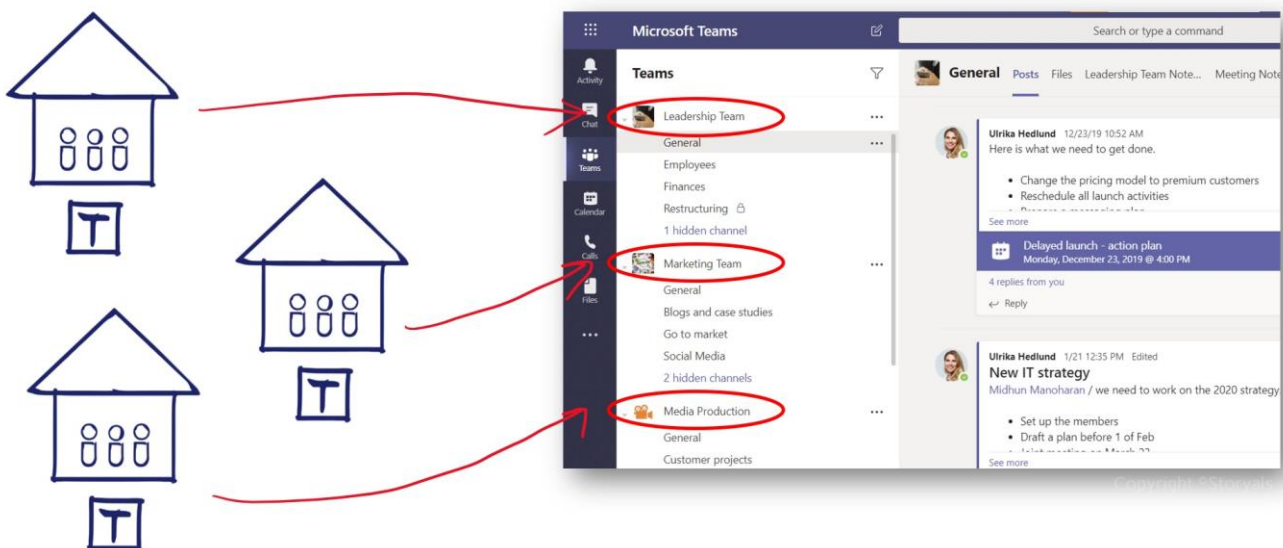 Microsoft Teams
Search or type a command
Activity
Chat
Teams
Calendar
Calls
Files
Teams
Leadership Team
General
Employees
Finances
Restructuring
1 hidden channel
Marketing Team
General
Blogs and case studies
Go to market
Social Media
2 hidden channels
Media Production
General
Customer projects
General Posts Files Leadership Team Note... Meeting Note
Ulrika Hedlund 12/23/19 10:52 AM
Here is what we need to get done.
• Change the pricing model to premium customers
• Reschedule all launch activities
See more
Delayed launch - action plan
Monday, December 23, 2019 @ 4:00 PM
4 replies from you
Reply
Ulrika Hedlund 1/21 12:35 PM Edited
New IT strategy
Midhun Manoharan / we need to work on the 2020 strategy
• Set up the members
• Draft a plan before 1 of Feb
See more
T
T
T
Copyright ©Storyals